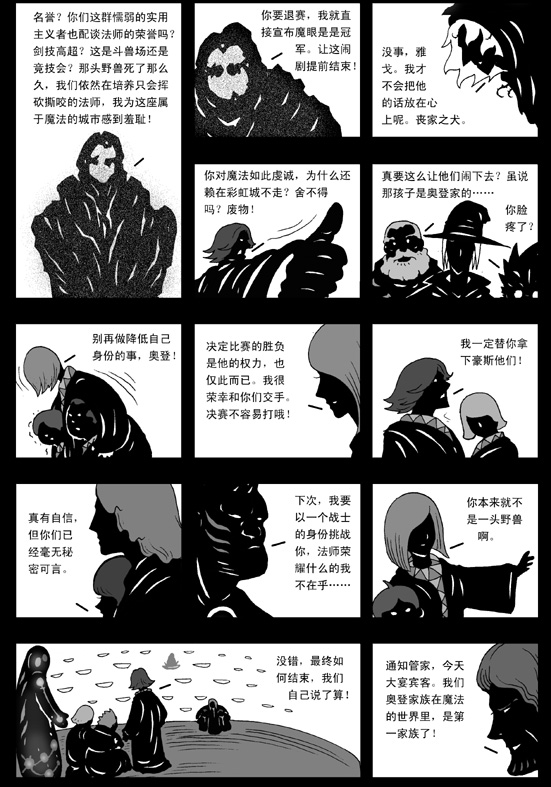 名誉？你们这群懦弱的实用
主义者也配谈法师的荣誉吗？
剑技高超？这是斗兽场还是
竞技会？那头野兽死了那么
久，我们依然在培养只会挥
砍撕咬的法师，我为这座属
于魔法的城市感到羞耻！
你要退赛，我就直
接宣布魔眼是是冠
军。让这闹
剧提前结束！
没事，雅
戈。我才
不会把他
的话放在心
上呢。丧家之犬。
你对魔法如此虔诚，为什么还
赖在彩虹城不走？舍不得
吗？废物！
真要这么让他们闹下去？虽说
那孩子是奥登家的……
你脸
疼了？
别再做降低自己
身份的事，奥登！
决定比赛的胜负
是他的权力，也
仅此而已。我很
荣幸和你们交手。
决赛不容易打哦！
我一定替你拿
下豪斯他们！
真有自信，
但你们已
经毫无秘
密可言。
下次，我要
以一个战士
的身份挑战
你，法师荣
耀什么的我
不在乎……
你本来就不
是一头野兽
啊。
没错，最终如
何结束，我们
自己说了算！
通知管家，今天
大宴宾客。我们
奥登家族在魔法
的世界里，是第
一家族了！